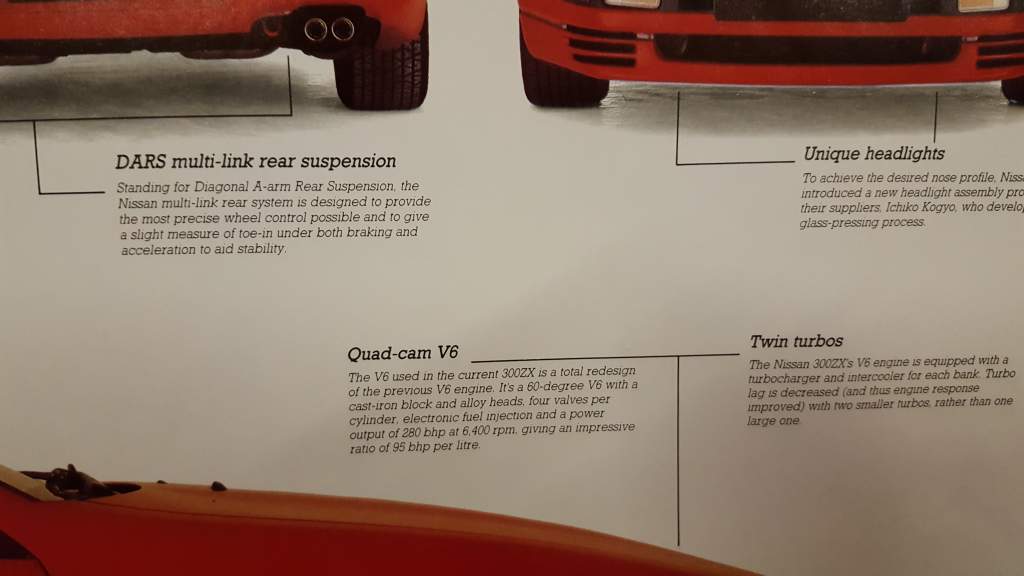 DARS multi-link rear suspension
Standing for Diagonal A-arm Rear Suspension, the
Nissan multi-link rear system is designed to provide
the most precise wheel control possible and to give
a slight measure of toe-in under both braking and
acceleration to aid stability.
Unique headlights
To achieve the desired nose profile,
introduced a new headlight assembly
their suppliers, Ichiko Kogyo, who
glass-pressing process.
Quad-cam V6
The V6 used in the current 300ZX is a total redesign
of the previous V6 engine. It's a 60-degree V6 with a
cast-iron block and alloy heads, four valves per
cylinder, electronic fuel injection and a power
output of 280 bhp at 6,400 rpm, giving an impressive
ratio of 95 bhp per litre.
Twin turbos
The Nissan 300ZX's V6 engine is equipped with a
turbocharger and intercooler for each bank. Turbo
lag is decreased (and thus engine response
improved) with two smaller turbos, rather than one
large one.